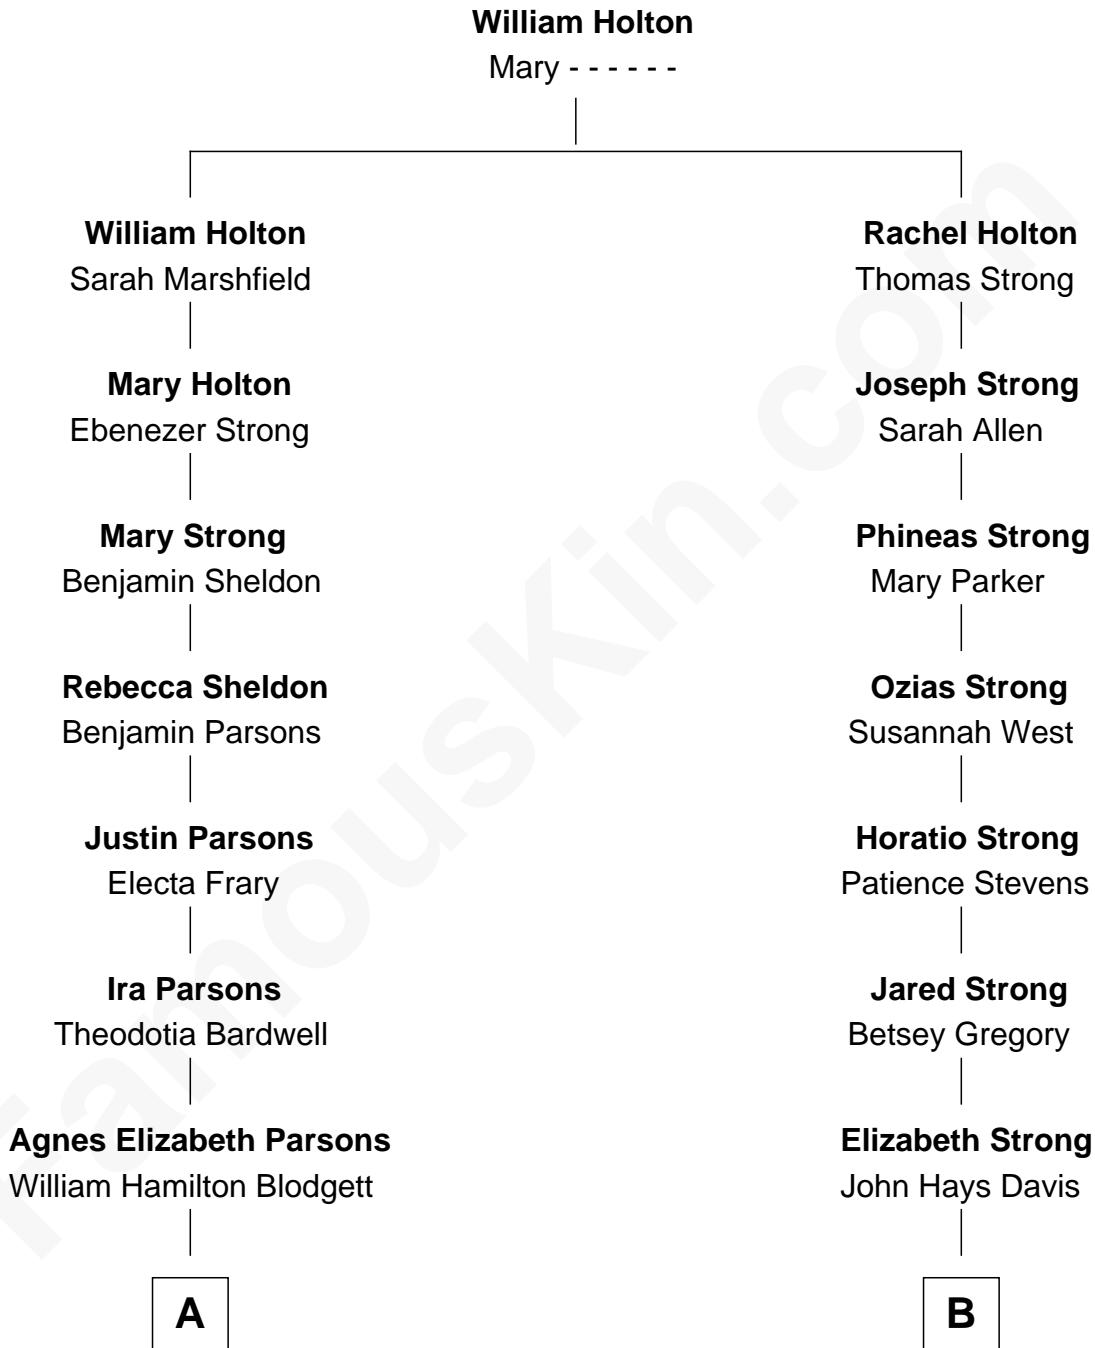 William Holton
Mary - - - - - -
William Holton
Sarah Marshfield
Rachel Holton
Thomas Strong
Mary Holton
Ebenezer Strong
Joseph Strong
Sarah Allen
Mary Strong
Benjamin Sheldon
Phineas Strong
Mary Parker
Rebecca Sheldon
Benjamin Parsons
Ozias Strong
Susannah West
Justin Parsons
Electa Frary
Horatio Strong
Patience Stevens
Ira Parsons
Theodotia Bardwell
Jared Strong
Betsey Gregory
Agnes Elizabeth Parsons
William Hamilton Blodgett
Elizabeth Strong
John Hays Davis
A
B
FamousKin.com